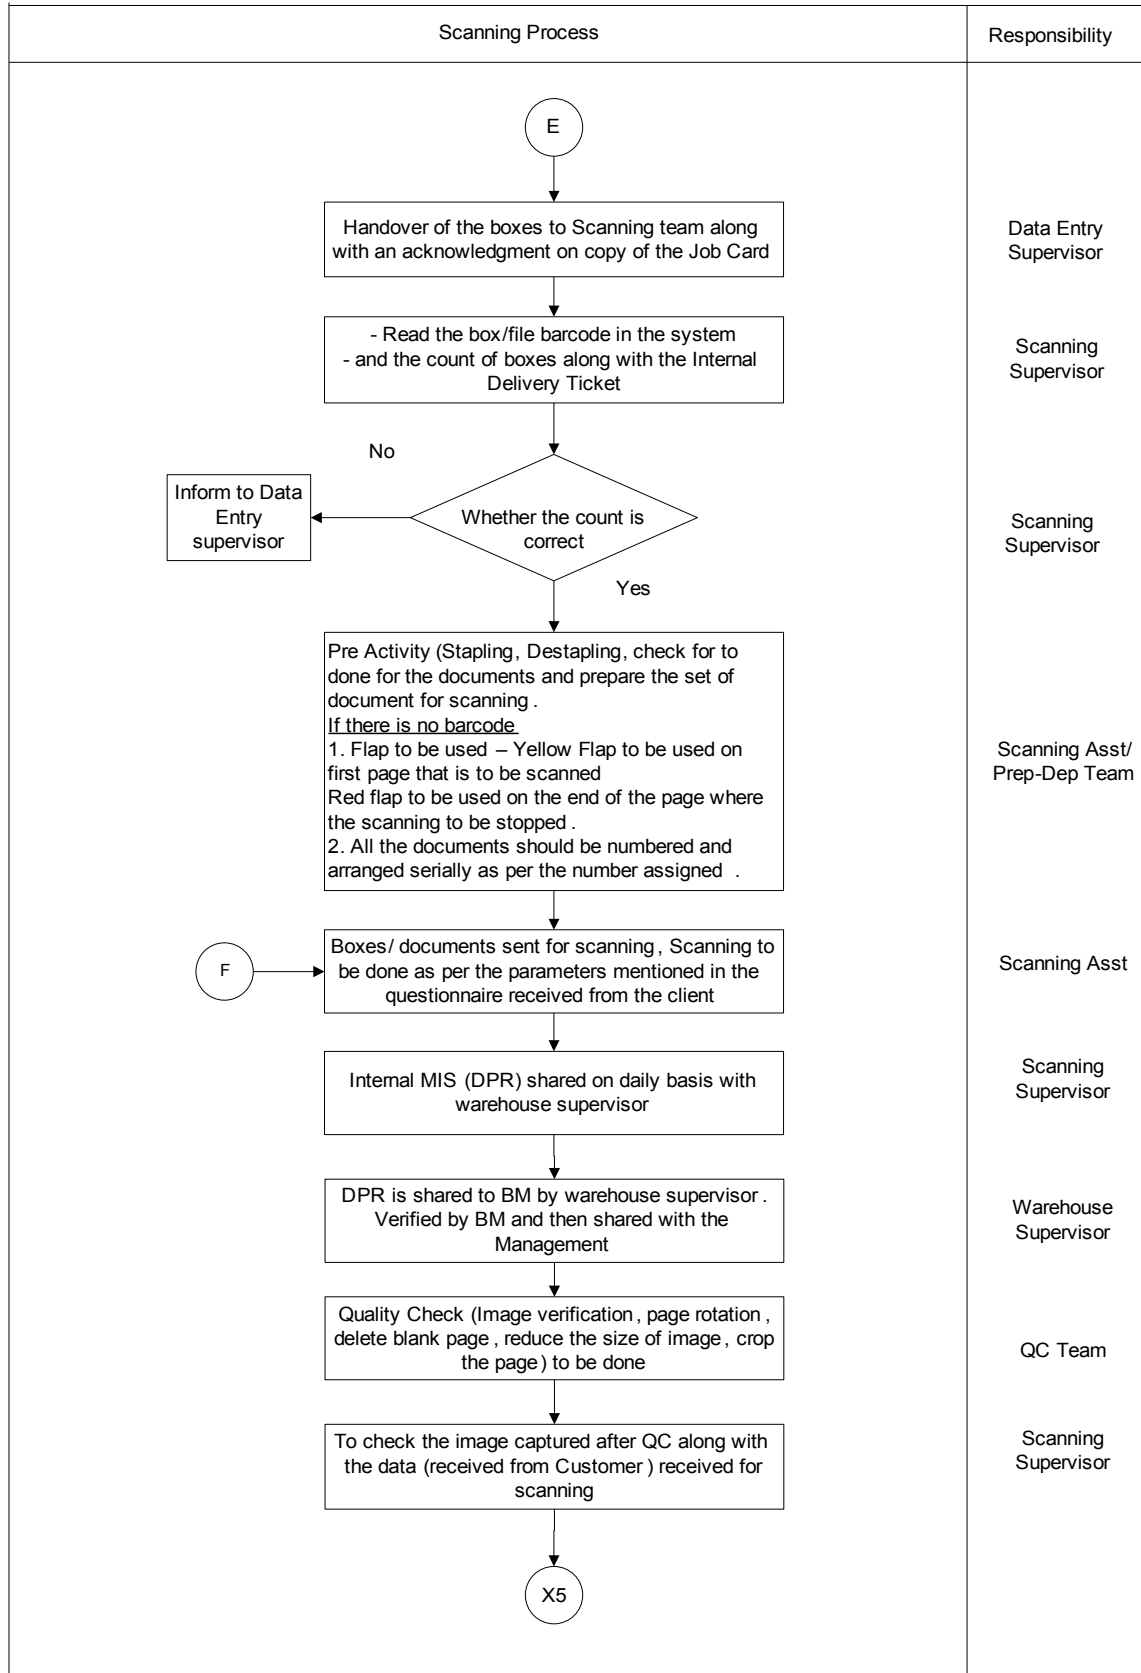 Scanning Process
Responsibility
E
Handover of the boxes to Scanning team along
with an acknowledgment on copy of the Job Card
Data Entry
Supervisor
- Read the box/file barcode in the system
- and the count of boxes along with the Internal
Delivery Ticket
Scanning
Supervisor
No
Inform to Data
Entry
supervisor
Whether the count is
correct
Scanning
Supervisor
Yes
Pre Activity (Stapling, Destapling, check for to
done for the documents and prepare the set of
document for scanning.
If there is no barcode
1. Flap to be used – Yellow Flap to be used on
first page that is to be scanned
Red flap to be used on the end of the page where
the scanning to be stopped.
2. All the documents should be numbered and
arranged serially as per the number assigned.
Scanning Asst/
Prep-Dep Team
F
Boxes/ documents sent for scanning, Scanning to
be done as per the parameters mentioned in the
questionnaire received from the client
Scanning Asst
Internal MIS (DPR) shared on daily basis with
warehouse supervisor
Scanning
Supervisor
DPR is shared to BM by warehouse supervisor.
Verified by BM and then shared with the
Management
Warehouse
Supervisor
Quality Check (Image verification, page rotation,
delete blank page, reduce the size of image, crop
the page) to be done
QC Team
To check the image captured after QC along with
the data (received from Customer) received for
scanning
Scanning
Supervisor
X5